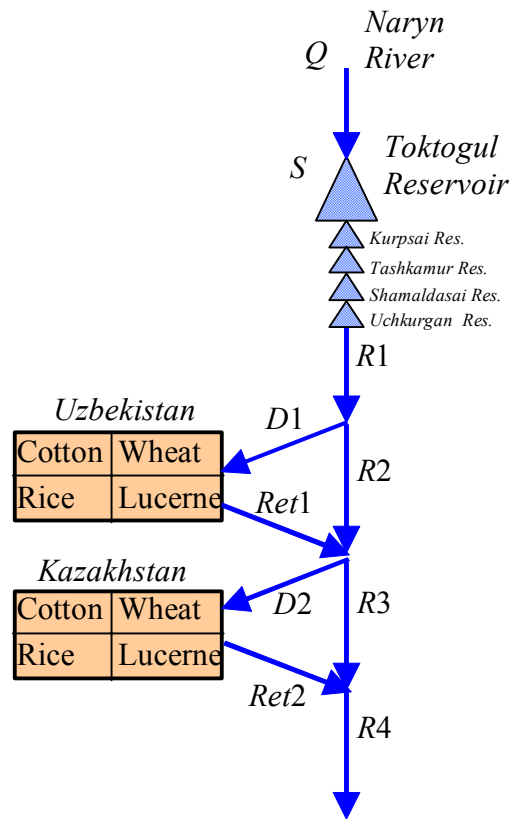 Naryn
Q
River
Toktogul
S
Reservoir
Kurpsai Res.
Tashkamur Res.
Shamaldasai Res.
Uchkurgan Res.
R1
Uzbekistan
D1
Cotton Wheat
R2
Rice Lucerne
Ret1
Kazakhstan
D2
R3
Cotton Wheat
Rice Lucerne
Ret2
R4